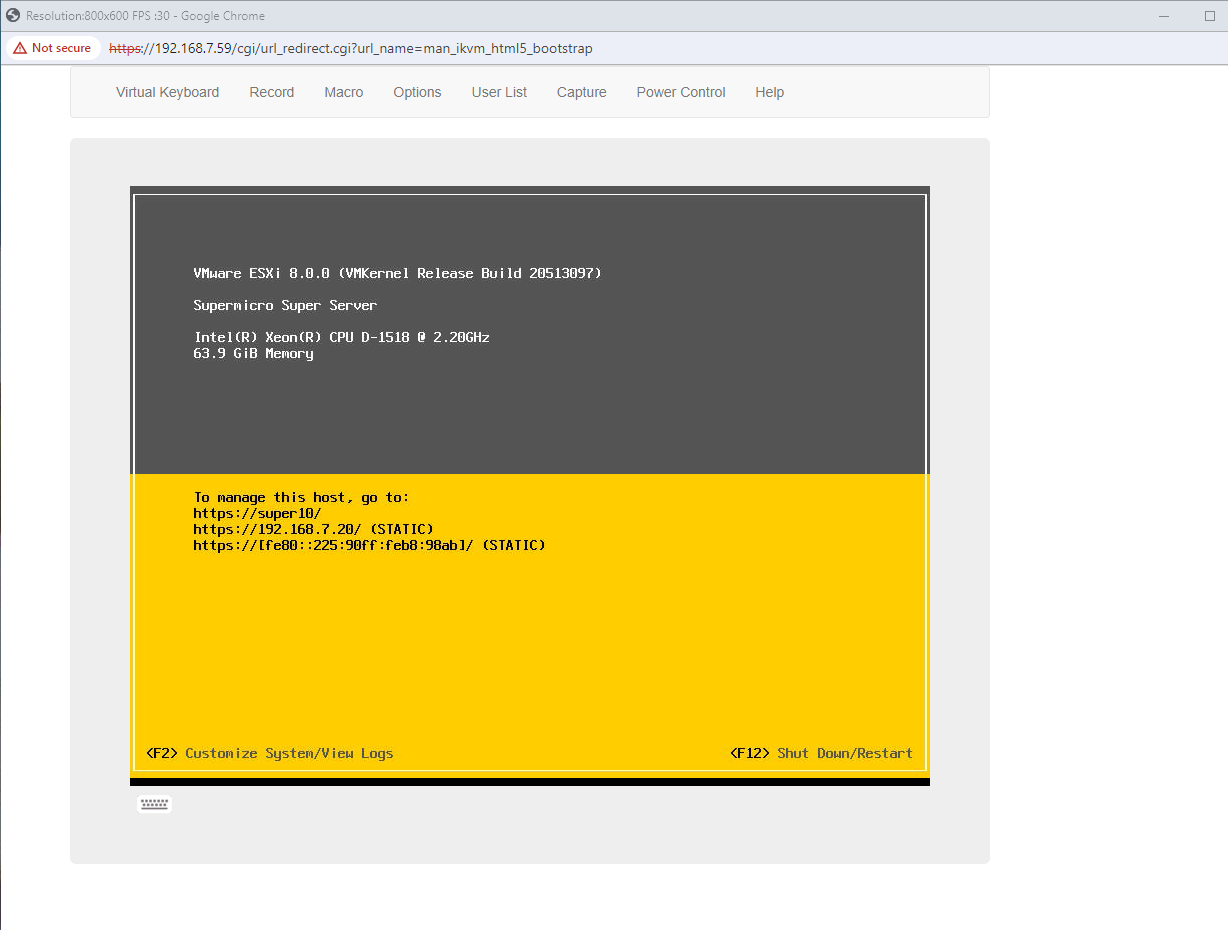 Resolution:800x600 FPS :30 - Google Chrome
Not secure https://192.168.7.59/cgi/url_redirect.cgi?url_name=man_ikvm_html5_bootstrap
Virtual Keyboard Record Macro Options User List Capture Power Control Help
VMware ESXi 8.0.0 (VMKernel Release Build 20513097)
Supermicro Super Server
Intel(R) Xeon(R) CPU D-1518 @ 2.20GHz
63.9 GiB Memory
To manage this host, go to:
https://super10/
https://192.168.7.20/ (STATIC)
https://[fe80::225:90ff:feb8:98ab]/ (STATIC)
<F2> Customize System/View Logs <F12> Shut Down/Restart